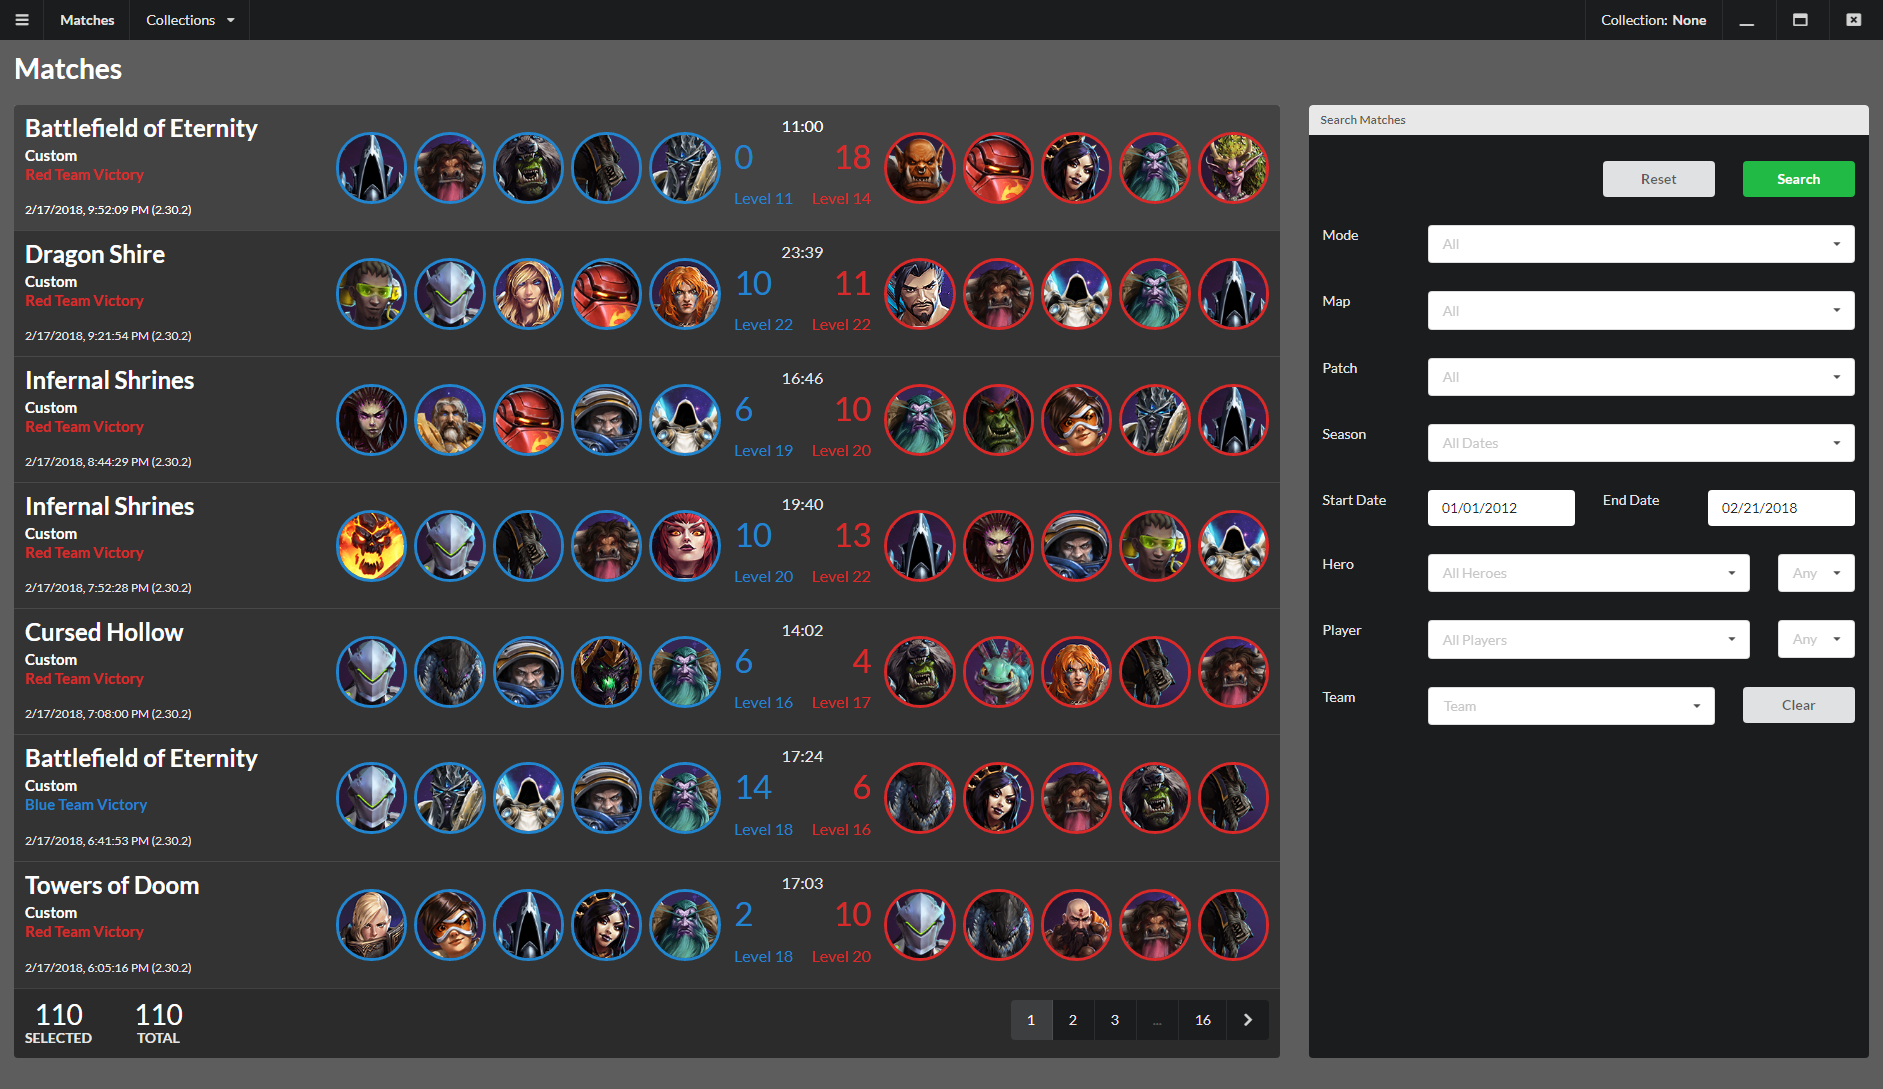 Matches
Collections
Collection: None
Matches
Battlefield of Eternity
Custom
Red Team Victory
2/17/2018, 9:52:09 PM (2.30.2)
11:00
0
18
Level 11
Level 14
Dragon Shire
Custom
Red Team Victory
2/17/2018, 9:21:54 PM (2.30.2)
23:39
10
11
Level 22
Level 22
Infernal Shrines
Custom
Red Team Victory
2/17/2018, 8:44:29 PM (2.30.2)
16:46
6
10
Level 19
Level 20
Infernal Shrines
Custom
Red Team Victory
2/17/2018, 7:52:28 PM (2.30.2)
19:40
10
13
Level 20
Level 22
Cursed Hollow
Custom
Red Team Victory
2/17/2018, 7:08:00 PM (2.30.2)
14:02
6
4
Level 16
Level 17
Battlefield of Eternity
Custom
Blue Team Victory
2/17/2018, 6:41:53 PM (2.30.2)
17:24
14
6
Level 18
Level 16
Towers of Doom
Custom
Red Team Victory
2/17/2018, 6:05:16 PM (2.30.2)
17:03
2
10
Level 18
Level 20
110
SELECTED
110
TOTAL
1 2 3 ... 16
Search Matches
Reset
Search
Mode
All
Map
All
Patch
All
Season
All Dates
Start Date
01/01/2012
End Date
02/21/2018
Hero
All Heroes
Any
Player
All Players
Any
Team
Team
Clear